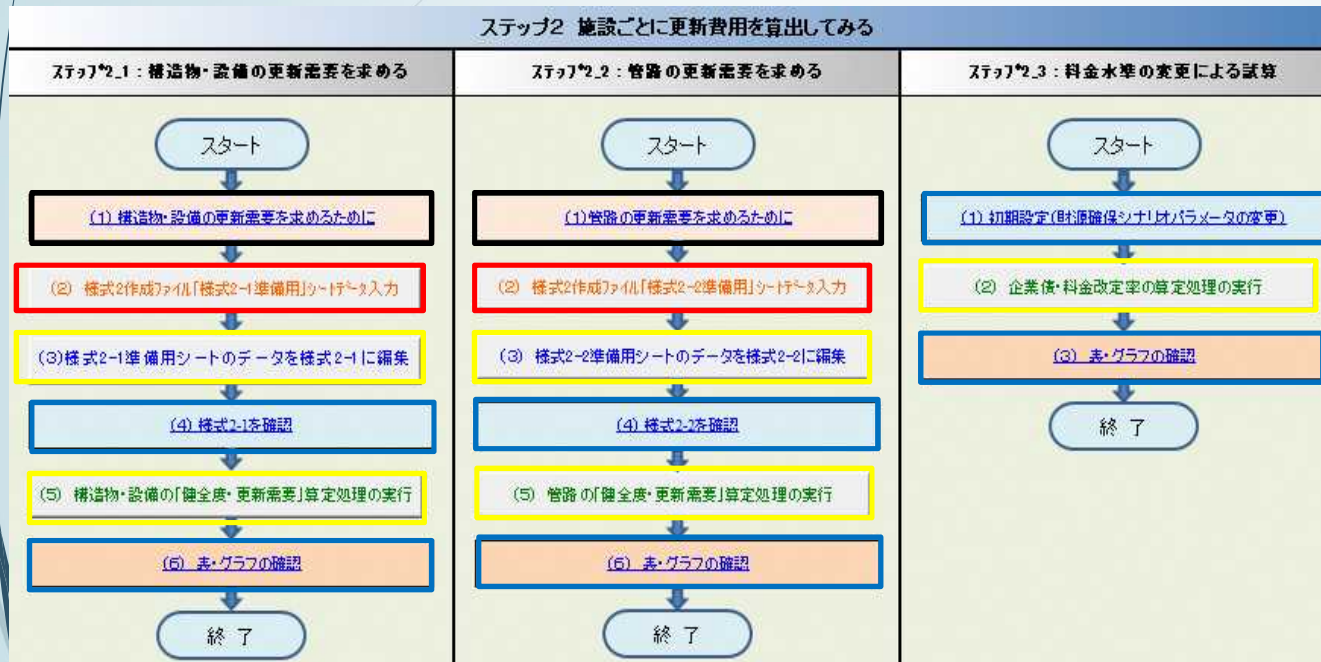 ステップ2 施設ごとに更新費用を算出してみる
ステップ2_1：構造物・設備の更新需要を求める
スタート
(1) 構造物・設備の更新需要を求めるために
(2) 様式2作成ファイル「様式2-1準備用」シートデータ入力
(3)様式2-1準備用シートのデータを様式2-1に編集
(4) 様式2-1を確認
(5) 構造物・設備の「健全度・更新需要」算定処理の実行
(6) 表・グラフの確認
終 了
ステップ2_2：管路の更新需要を求める
スタート
(1)管路の更新需要を求めるために
(2) 様式2作成ファイル「様式2-2準備用」シートデータ入力
(3) 様式2-2準備用シートのデータを様式2-2に編集
(4) 様式2-2を確認
(5) 管路の「健全度・更新需要」算定処理の実行
(6) 表・グラフの確認
終 了
ステップ2_3：料金水準の変更による試算
スタート
(1) 初期設定(財源確保シナリオパラメータの変更)
(2) 企業債・料金改定率の算定処理の実行
(3) 表・グラフの確認
終 了